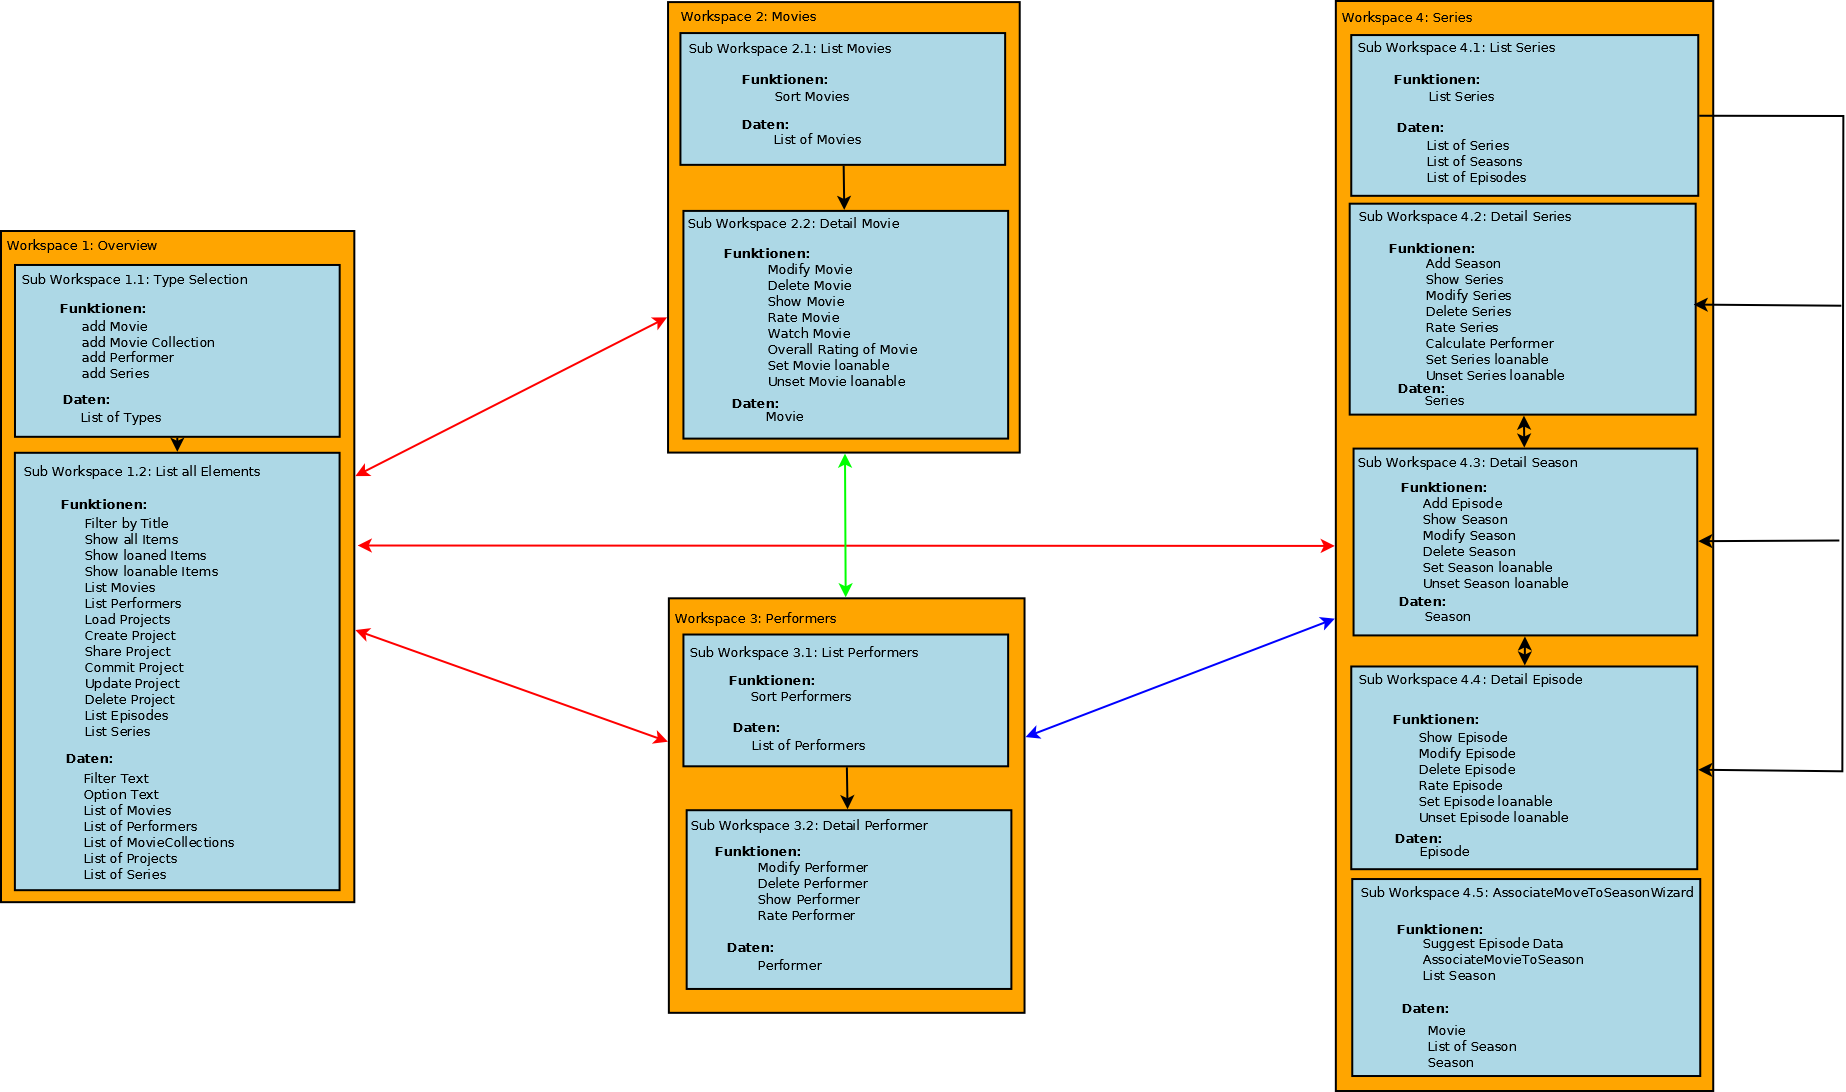 Workspace 1: Overview
Sub Workspace 1.1: Type Selection
Funktionen:
add Movie
add Movie Collection
add Performer
add Series
Daten:
List of Types
Sub Workspace 1.2: List all Elements
Funktionen:
Filter by Title
Show all Items
Show loaned Items
Show loanable Items
List Movies
List Performers
Load Projects
Create Project
Share Project
Commit Project
Update Project
Delete Project
List Episodes
List Series
Daten:
Filter Text
Option Text
List of Movies
List of Performers
List of MovieCollections
List of Projects
List of Series
Workspace 2: Movies
Sub Workspace 2.1: List Movies
Funktionen:
Sort Movies
Daten:
List of Movies
Sub Workspace 2.2: Detail Movie
Funktionen:
Modify Movie
Delete Movie
Show Movie
Rate Movie
Watch Movie
Overall Rating of Movie
Set Movie loanable
Unset Movie loanable
Daten:
Movie
Workspace 3: Performers
Sub Workspace 3.1: List Performers
Funktionen:
Sort Performers
Daten:
List of Performers
Sub Workspace 3.2: Detail Performer
Funktionen:
Modify Performer
Delete Performer
Show Performer
Rate Performer
Daten:
Performer
Workspace 4: Series
Sub Workspace 4.1: List Series
Funktionen:
List Series
Daten:
List of Series
List of Seasons
List of Episodes
Sub Workspace 4.2: Detail Series
Funktionen:
Add Season
Show Series
Modify Series
Delete Series
Rate Series
Calculate Performer
Set Series loanable
Unset Series loanable
Daten:
Series
Sub Workspace 4.3: Detail Season
Funktionen:
Add Episode
Show Season
Modify Season
Delete Season
Set Season loanable
Unset Season loanable
Daten:
Season
Sub Workspace 4.4: Detail Episode
Funktionen:
Show Episode
Modify Episode
Delete Episode
Rate Episode
Set Episode loanable
Unset Episode loanable
Daten:
Episode
Sub Workspace 4.5: AssociateMoveToSeasonWizard
Funktionen:
Suggest Episode Data
AssociateMovieToSeason
List Season
Daten:
Movie
List of Season
Season